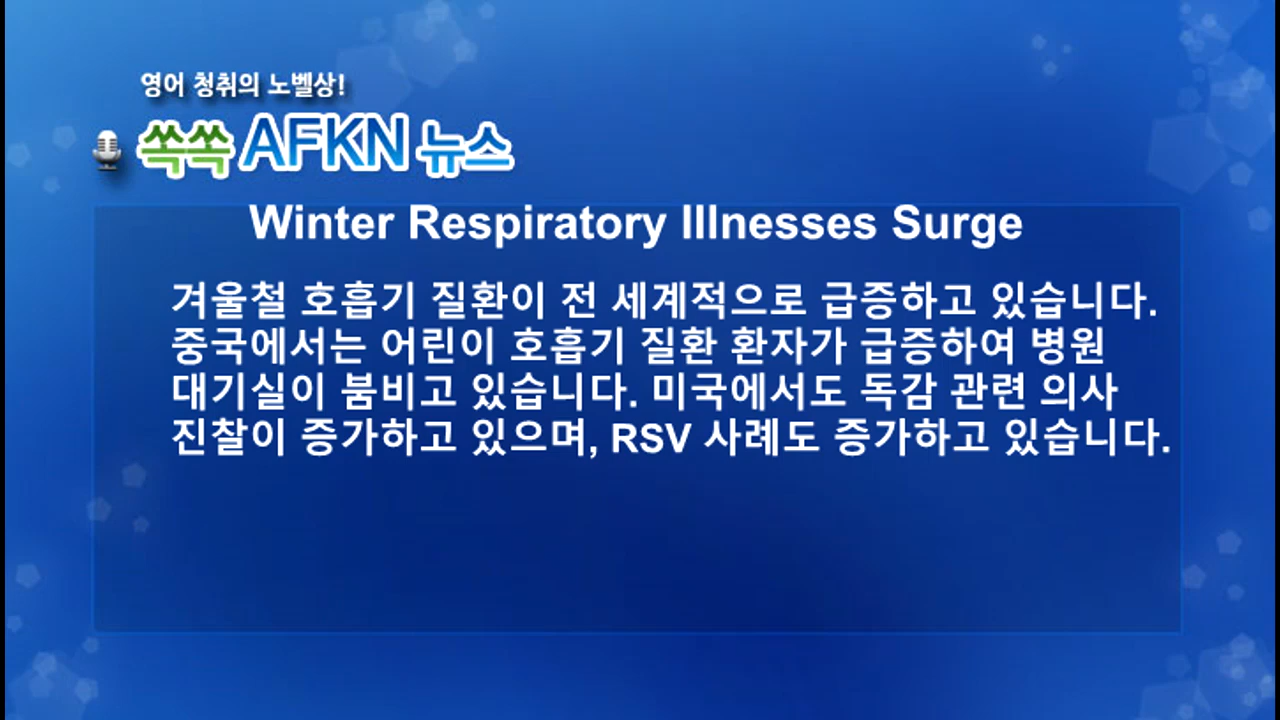 영어 청취의 노벨상!
쏙쏙 AFKN 뉴스
Winter Respiratory Illnesses Surge
겨울철 호흡기 질환이 전 세계적으로 급증하고 있습니다.
중국에서는 어린이 호흡기 질환 환자가 급증하여 병원
대기실이 붐비고 있습니다. 미국에서도 독감 관련 의사
진찰이 증가하고 있으며, RSV 사례도 증가하고 있습니다.